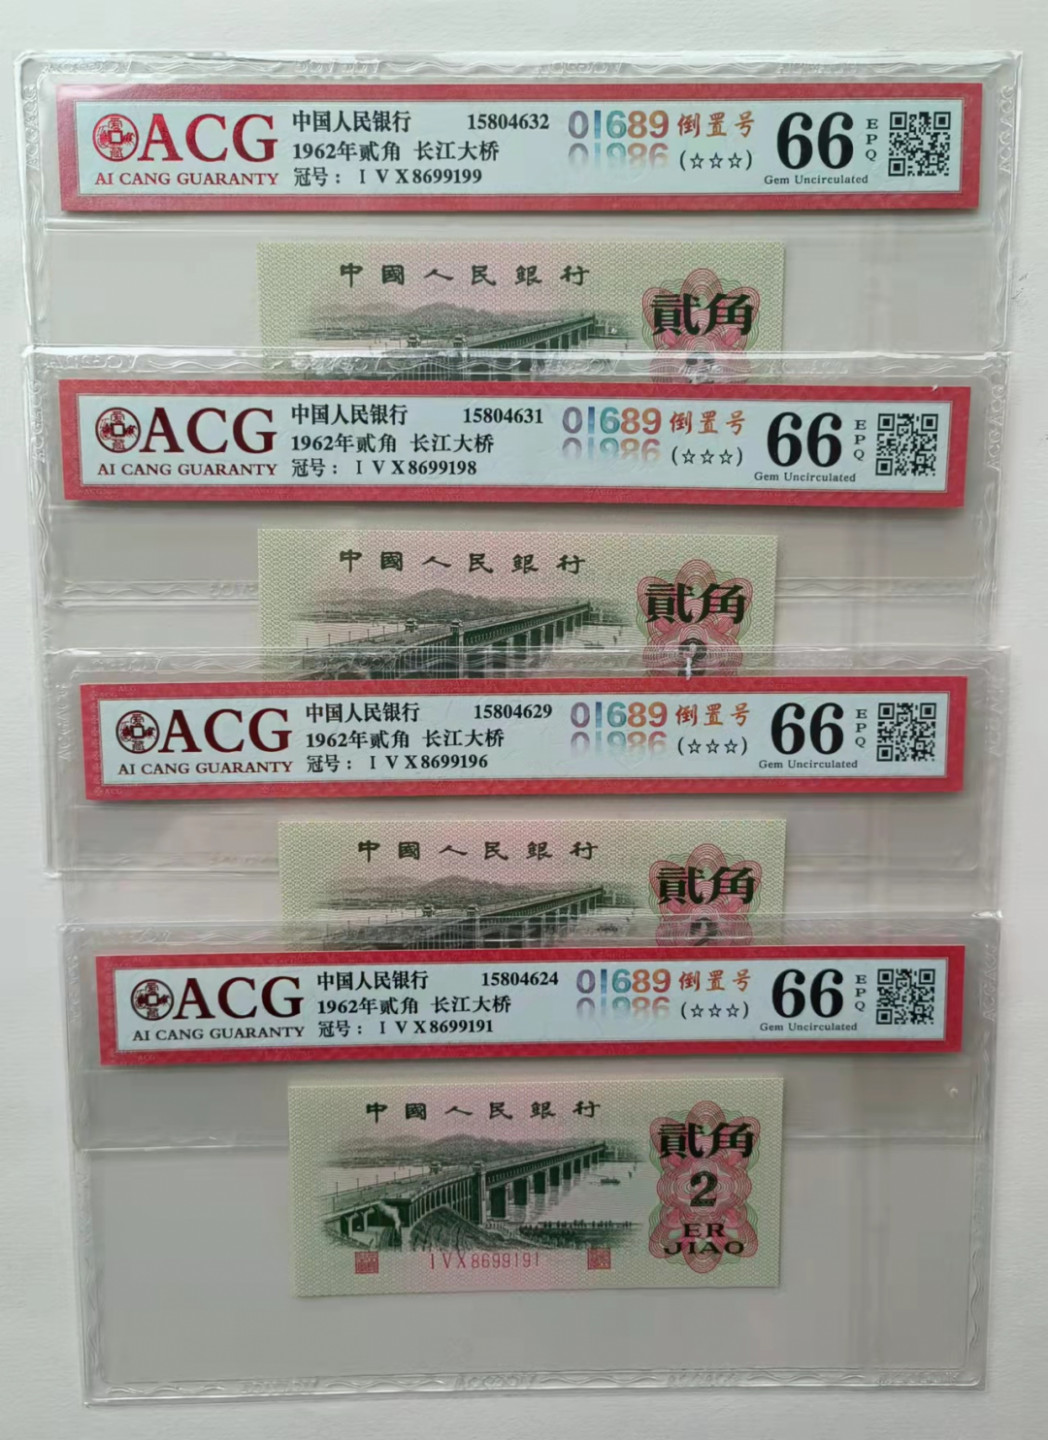 ACG
AI CANG GUARANTY
中国人民银行 15804632
1962年贰角 长江大桥
冠号：ⅠⅤⅩ8699199
01689 倒置号
(☆☆☆)
66 EPQ
Gem Uncirculated
中國人民銀行
貳角
ACG
AI CANG GUARANTY
中国人民银行 15804631
1962年贰角 长江大桥
冠号：ⅠⅤⅩ8699198
01689 倒置号
(☆☆☆)
66 EPQ
Gem Uncirculated
中國人民銀行
貳角
2
ACG
AI CANG GUARANTY
中国人民银行 15804629
1962年贰角 长江大桥
冠号：ⅠⅤⅩ8699196
01689 倒置号
(☆☆☆)
66 EPQ
Gem Uncirculated
中國人民銀行
貳角
2
ACG
AI CANG GUARANTY
中国人民银行 15804624
1962年贰角 长江大桥
冠号：ⅠⅤⅩ8699191
01689 倒置号
(☆☆☆)
66 EPQ
Gem Uncirculated
中國人民銀行
貳角
2
ER
JIAO
ⅠⅤⅩ8699191